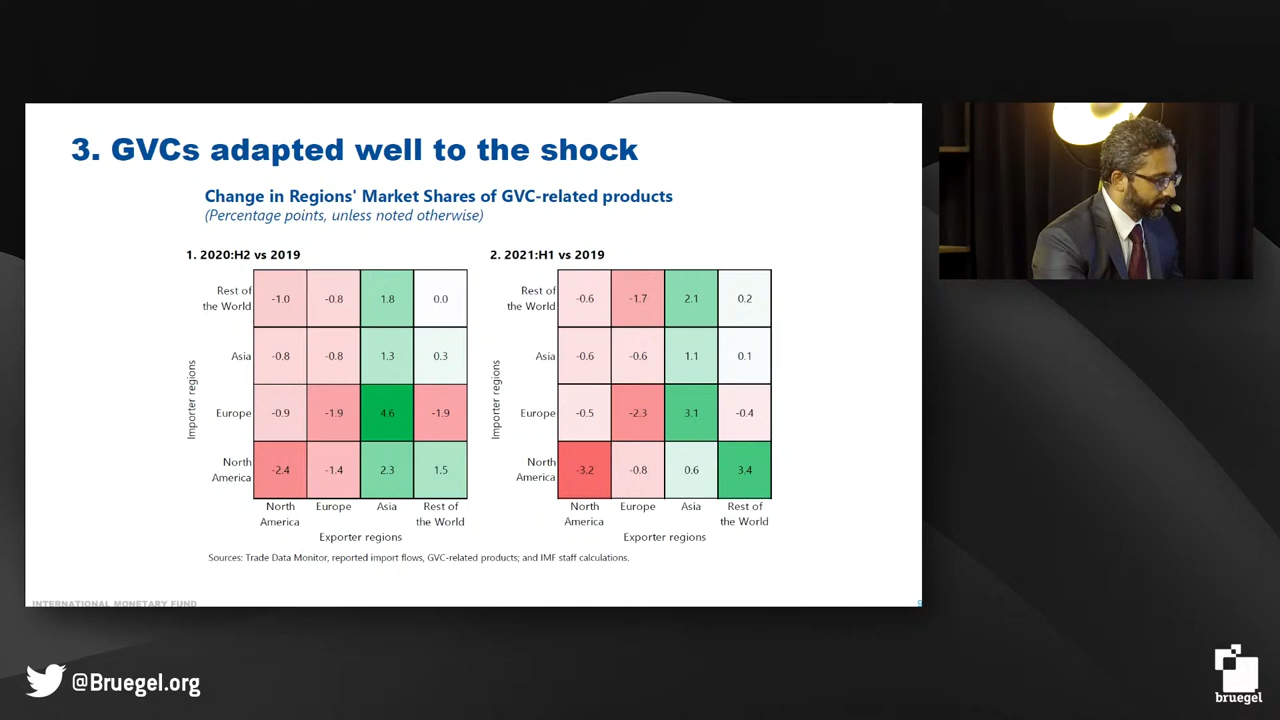 3. GVCs adapted well to the shock
Change in Regions' Market Shares of GVC-related products
(Percentage points, unless noted otherwise)
1. 2020:H2 vs 2019
Importer regions
Rest of
the World
-1.0 -0.8 1.8 0.0
Asia -0.8 -0.8 1.3 0.3
Europe -0.9 -1.9 4.6 -1.9
North
America
-2.4 -1.4 2.3 1.5
North
America
Europe Asia Rest of
the World
Exporter regions
2. 2021:H1 vs 2019
Importer regions
Rest of
the World
-0.6 -1.7 2.1 0.2
Asia -0.6 -0.6 1.1 0.1
Europe -0.5 -2.3 3.1 -0.4
North
America
-3.2 -0.8 0.6 3.4
North
America
Europe Asia Rest of
the World
Exporter regions
Sources: Trade Data Monitor, reported import flows, GVC-related products; and IMF staff calculations.
INTERNATIONAL MONETARY FUND
@Bruegel.org
bruegel